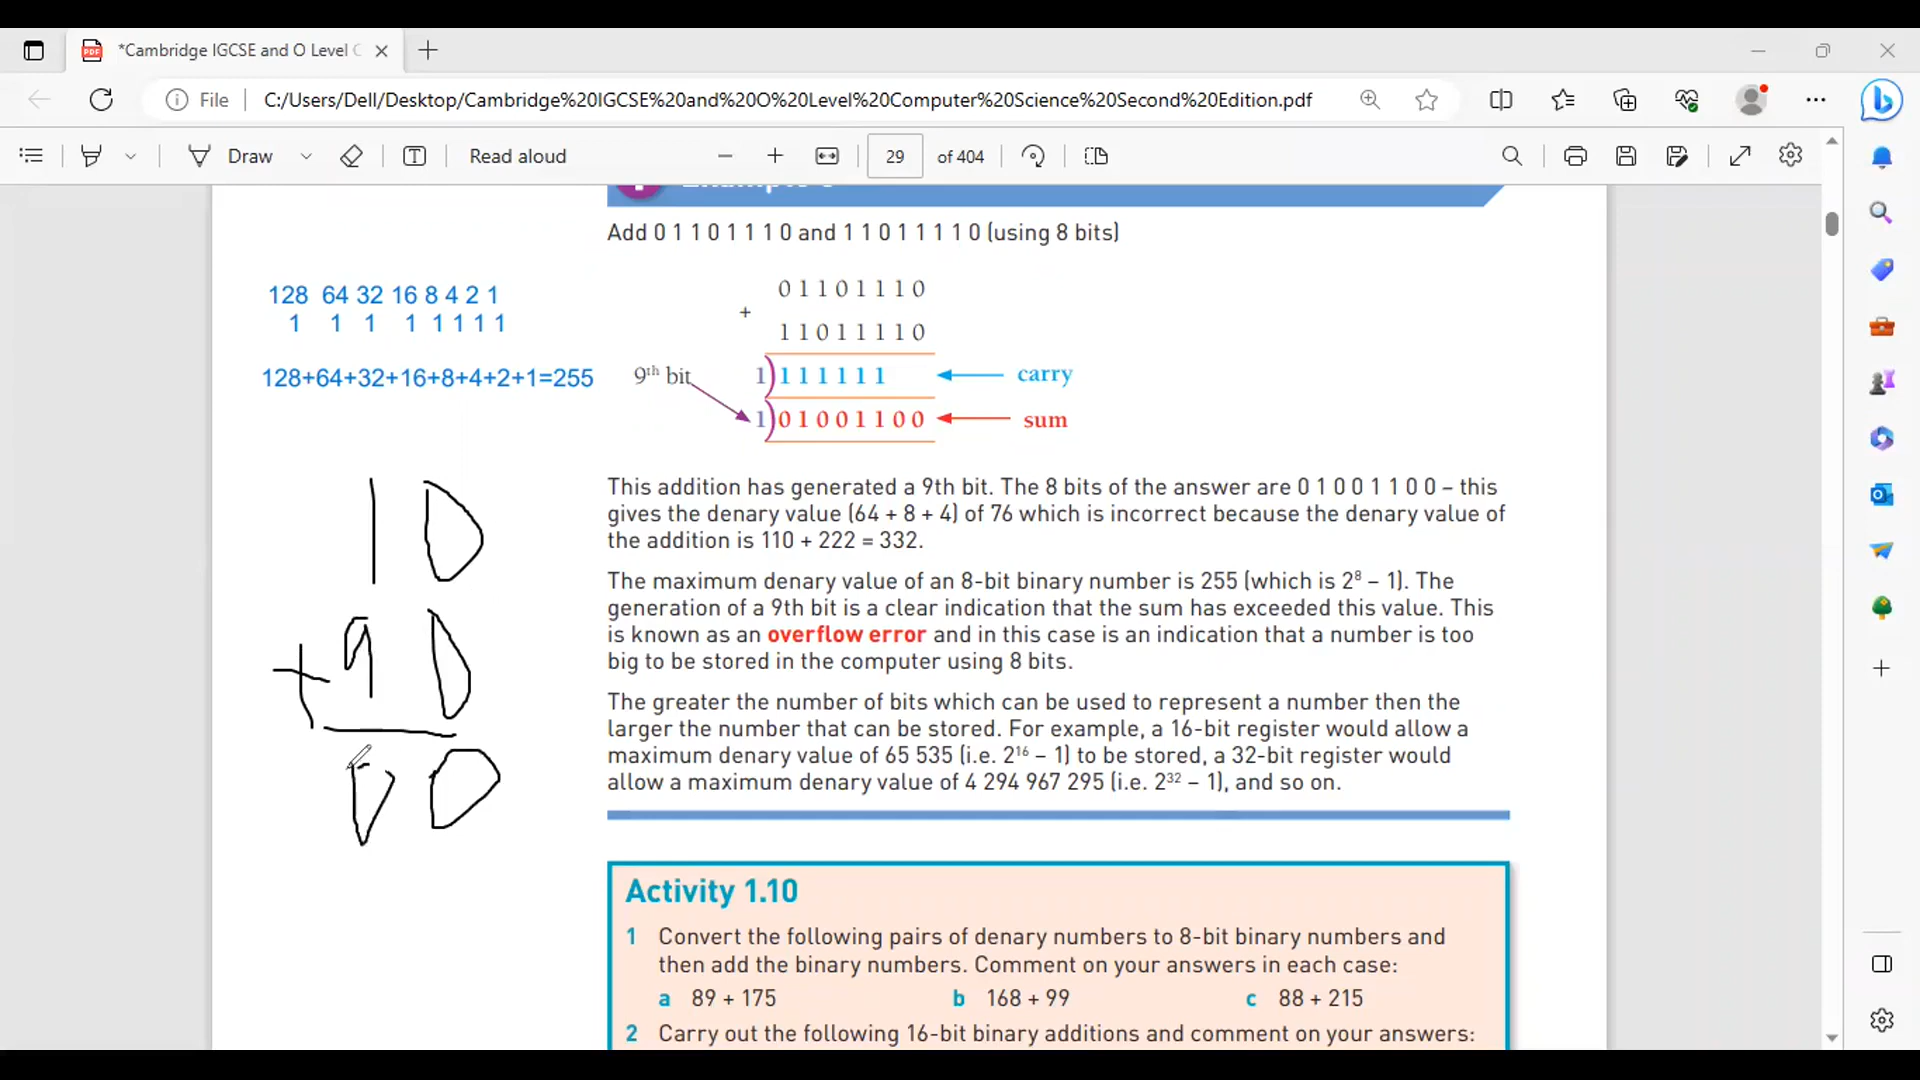 *Cambridge IGCSE and O Level C
File
C:/Users/Dell/Desktop/Cambridge%20IGCSE%20and%20O%20Level%20Computer%20Science%20Second%20Edition.pdf
Draw
Read aloud
29 of 404
Add 0 1 1 0 1 1 1 0 and 1 1 0 1 1 1 1 0 (using 8 bits)
128 64 32 16 8 4 2 1
1 1 1 1 1 1 1 1
128+64+32+16+8+4+2+1=255
0 1 1 0 1 1 1 0
+
1 1 0 1 1 1 1 0
9th bit 1) 1 1 1 1 1 1 carry
1) 0 1 0 0 1 1 0 0 sum
1 0
+ 9 0
0 0
This addition has generated a 9th bit. The 8 bits of the answer are 0 1 0 0 1 1 0 0 – this
gives the denary value (64 + 8 + 4) of 76 which is incorrect because the denary value of
the addition is 110 + 222 = 332.
The maximum denary value of an 8-bit binary number is 255 (which is 2⁸ – 1). The
generation of a 9th bit is a clear indication that the sum has exceeded this value. This
is known as an overflow error and in this case is an indication that a number is too
big to be stored in the computer using 8 bits.
The greater the number of bits which can be used to represent a number then the
larger the number that can be stored. For example, a 16-bit register would allow a
maximum denary value of 65 535 (i.e. 2¹⁶ – 1) to be stored, a 32-bit register would
allow a maximum denary value of 4 294 967 295 (i.e. 2³² – 1), and so on.
Activity 1.10
1 Convert the following pairs of denary numbers to 8-bit binary numbers and
then add the binary numbers. Comment on your answers in each case:
a 89 + 175 b 168 + 99 c 88 + 215
2 Carry out the following 16-bit binary additions and comment on your answers: